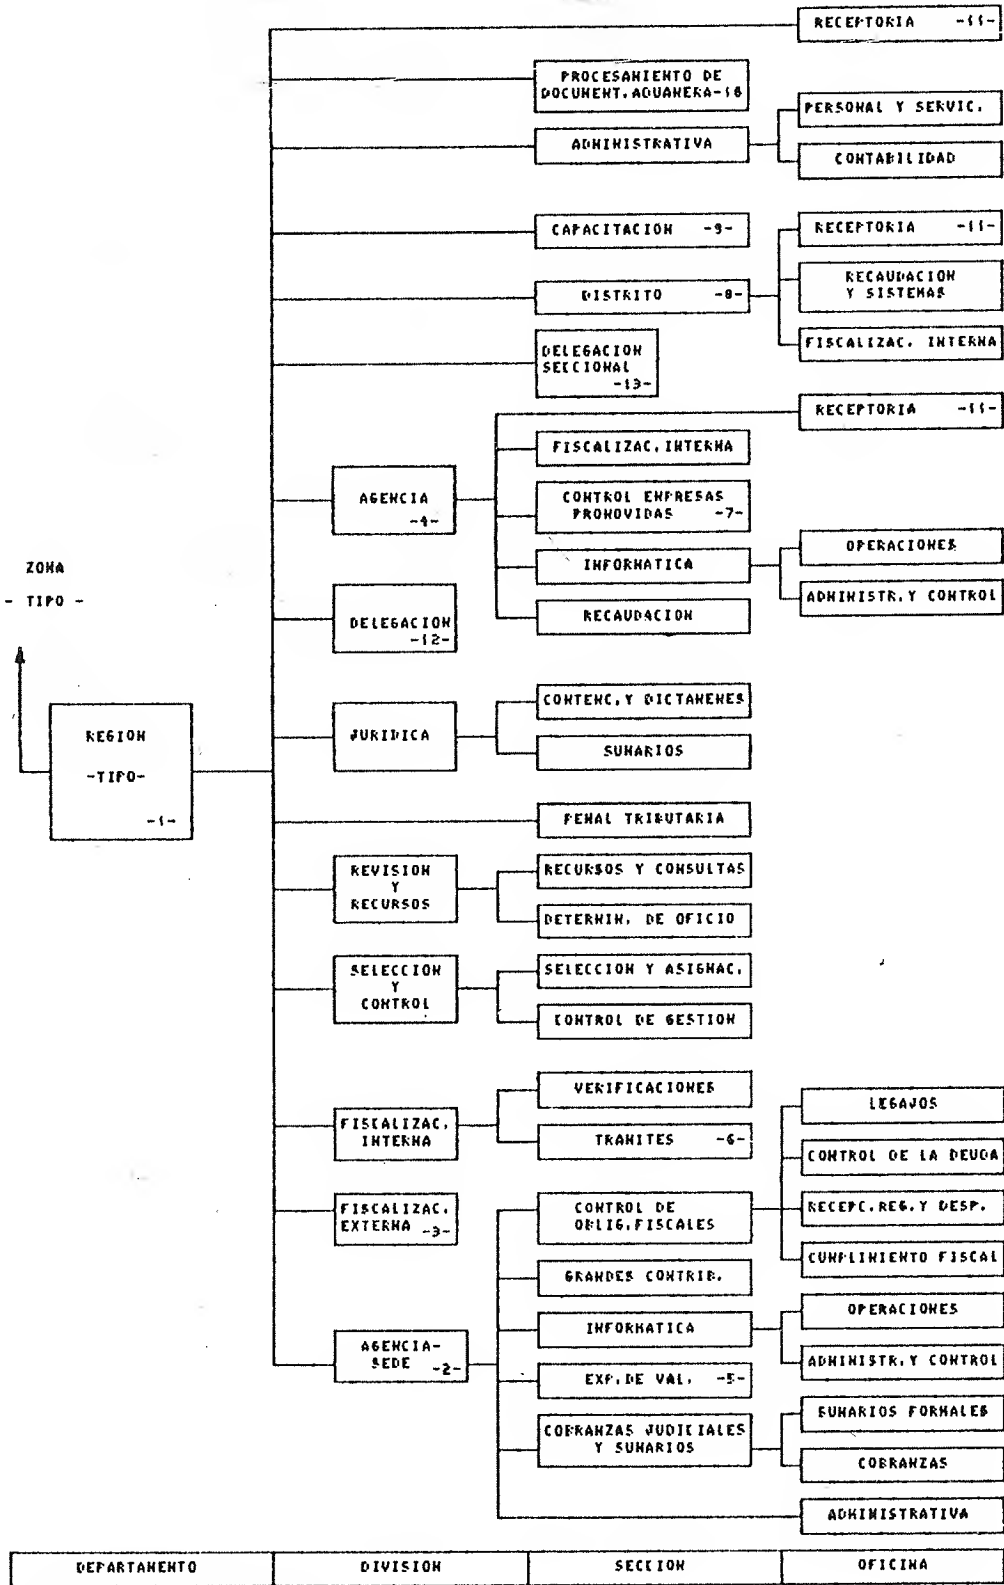 RECEPTORIA -11-
PROCESAMIENTO DE
DOCUMENT. ADUANERA-10
ADMINISTRATIVA
PERSONAL Y SERVIC.
CONTABILIDAD
CAPACITACION -9-
DISTRITO -8-
RECEPTORIA -11-
RECAUDACION
Y SISTEMAS
FISCALIZAC. INTERNA
DELEGACION
SECCIONAL
-13-
RECEPTORIA -11-
AGENCIA
-4-
FISCALIZAC. INTERNA
CONTROL EMPRESAS
PROMOVIDAS -7-
INFORMATICA
OPERACIONES
ADMINISTR. Y CONTROL
RECAUDACION
ZONA
- TIPO -
DELEGACION
-12-
REGION
-TIPO-
-1-
JURIDICA
CONTENC. Y DICTAMENES
SUMARIOS
PENAL TRIBUTARIA
REVISION
Y
RECURSOS
RECURSOS Y CONSULTAS
DETERMIN. DE OFICIO
SELECCION
Y
CONTROL
SELECCION Y ASIGNAC.
CONTROL DE GESTION
FISCALIZAC.
INTERNA
VERIFICACIONES
TRAMITES -6-
FISCALIZAC.
EXTERNA -3-
AGENCIA-
SEDE -2-
CONTROL DE
OBLIG. FISCALES
LEGAJOS
CONTROL DE LA DEUDA
RECEPC. REG. Y DESP.
CUMPLIMIENTO FISCAL
GRANDES CONTRIB.
INFORMATICA
OPERACIONES
ADMINISTR. Y CONTROL
EXP. DE VAL. -5-
COBRANZAS JUDICIALES
Y SUMARIOS
SUMARIOS FORMALES
COBRANZAS
ADMINISTRATIVA
DEPARTAMENTO DIVISION SECCION OFICINA